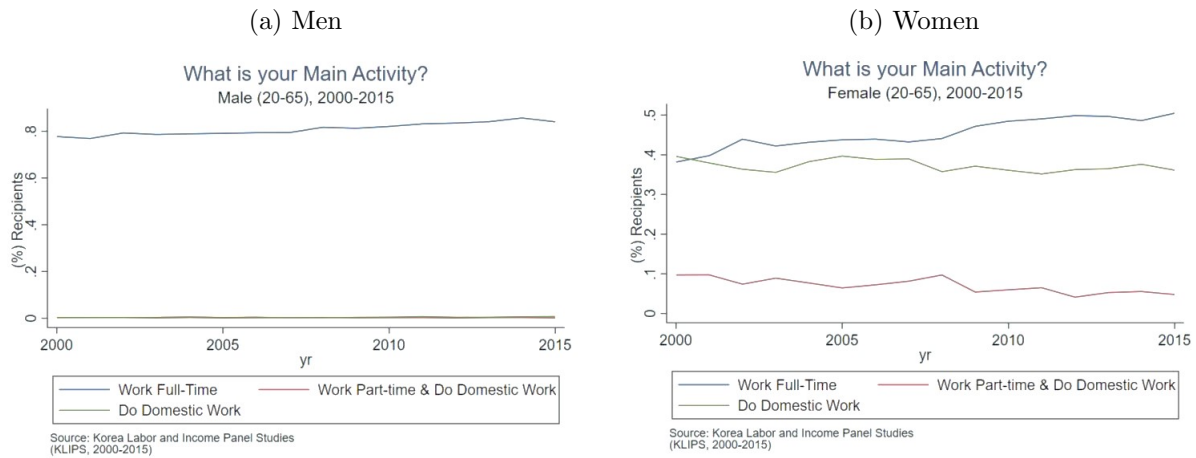 (a) Men
What is your Main Activity?
Male (20-65), 2000-2015
(%) Recipients
.8
.6
.4
.2
0
2000 2005 2010 2015
yr
Work Full-Time Work Part-time & Do Domestic Work
Do Domestic Work
Source: Korea Labor and Income Panel Studies
(KLIPS, 2000-2015)
(b) Women
What is your Main Activity?
Female (20-65), 2000-2015
(%) Recipients
.5
.4
.3
.2
.1
0
2000 2005 2010 2015
yr
Work Full-Time Work Part-time & Do Domestic Work
Do Domestic Work
Source: Korea Labor and Income Panel Studies
(KLIPS, 2000-2015)